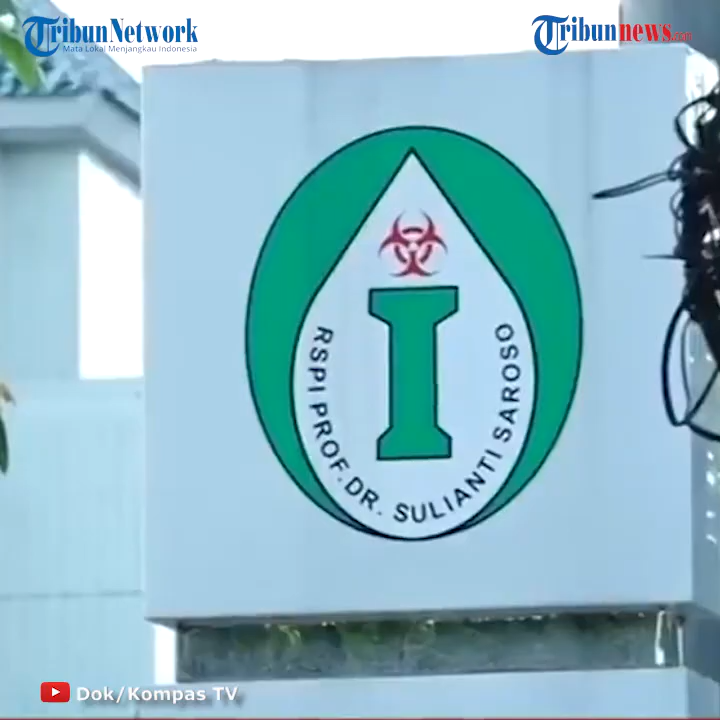 TribunNetwork
Mata Lokal Menjangkau Indonesia
Tribunnews.com
I
RSPI PROF.DR. SULIANTI SAROSO
Dok/Kompas TV